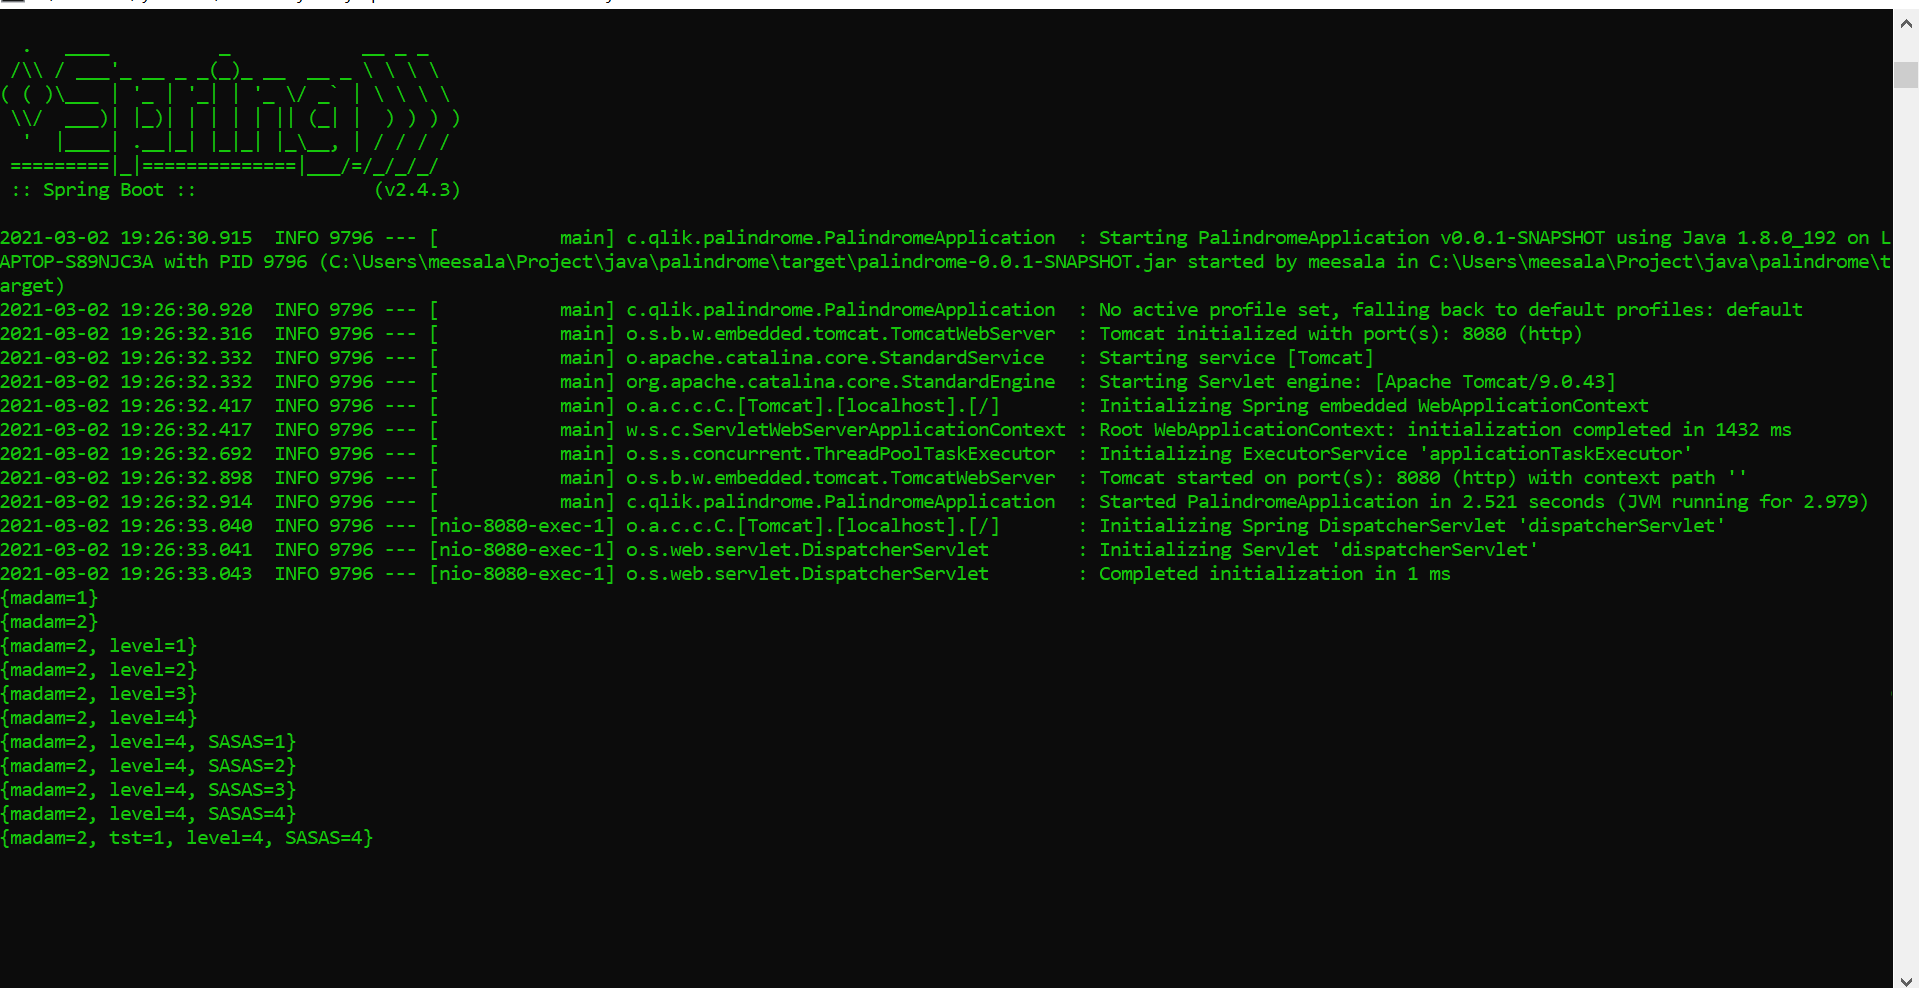 .   ____          _            __ _ _
 /\\ / ___'_ __ _ _(_)_ __  __ _ \ \ \ \
( ( )\___ | '_ | '_| | '_ \/ _` | \ \ \ \
 \\/  ___)| |_)| | | | | || (_| |  ) ) ) )
  '  |____| .__|_| |_|_| |_\__, | / / / /
 =========|_|==============|___/=/_/_/_/
 :: Spring Boot ::                (v2.4.3)
2021-03-02 19:26:30.915  INFO 9796 --- [           main] c.qlik.palindrome.PalindromeApplication  : Starting PalindromeApplication v0.0.1-SNAPSHOT using Java 1.8.0_192 on L
APTOP-S89NJC3A with PID 9796 (C:\Users\meesala\Project\java\palindrome\target\palindrome-0.0.1-SNAPSHOT.jar started by meesala in C:\Users\meesala\Project\java\palindrome\t
arget)
2021-03-02 19:26:30.920  INFO 9796 --- [           main] c.qlik.palindrome.PalindromeApplication  : No active profile set, falling back to default profiles: default
2021-03-02 19:26:32.316  INFO 9796 --- [           main] o.s.b.w.embedded.tomcat.TomcatWebServer  : Tomcat initialized with port(s): 8080 (http)
2021-03-02 19:26:32.332  INFO 9796 --- [           main] o.apache.catalina.core.StandardService   : Starting service [Tomcat]
2021-03-02 19:26:32.332  INFO 9796 --- [           main] org.apache.catalina.core.StandardEngine  : Starting Servlet engine: [Apache Tomcat/9.0.43]
2021-03-02 19:26:32.417  INFO 9796 --- [           main] o.a.c.c.C.[Tomcat].[localhost].[/]       : Initializing Spring embedded WebApplicationContext
2021-03-02 19:26:32.417  INFO 9796 --- [           main] w.s.c.ServletWebServerApplicationContext : Root WebApplicationContext: initialization completed in 1432 ms
2021-03-02 19:26:32.692  INFO 9796 --- [           main] o.s.s.concurrent.ThreadPoolTaskExecutor  : Initializing ExecutorService 'applicationTaskExecutor'
2021-03-02 19:26:32.898  INFO 9796 --- [           main] o.s.b.w.embedded.tomcat.TomcatWebServer  : Tomcat started on port(s): 8080 (http) with context path ''
2021-03-02 19:26:32.914  INFO 9796 --- [           main] c.qlik.palindrome.PalindromeApplication  : Started PalindromeApplication in 2.521 seconds (JVM running for 2.979)
2021-03-02 19:26:33.040  INFO 9796 --- [nio-8080-exec-1] o.a.c.c.C.[Tomcat].[localhost].[/]       : Initializing Spring DispatcherServlet 'dispatcherServlet'
2021-03-02 19:26:33.041  INFO 9796 --- [nio-8080-exec-1] o.s.web.servlet.DispatcherServlet        : Initializing Servlet 'dispatcherServlet'
2021-03-02 19:26:33.043  INFO 9796 --- [nio-8080-exec-1] o.s.web.servlet.DispatcherServlet        : Completed initialization in 1 ms
{madam=1}
{madam=2}
{madam=2, level=1}
{madam=2, level=2}
{madam=2, level=3}
{madam=2, level=4}
{madam=2, level=4, SASAS=1}
{madam=2, level=4, SASAS=2}
{madam=2, level=4, SASAS=3}
{madam=2, level=4, SASAS=4}
{madam=2, tst=1, level=4, SASAS=4}